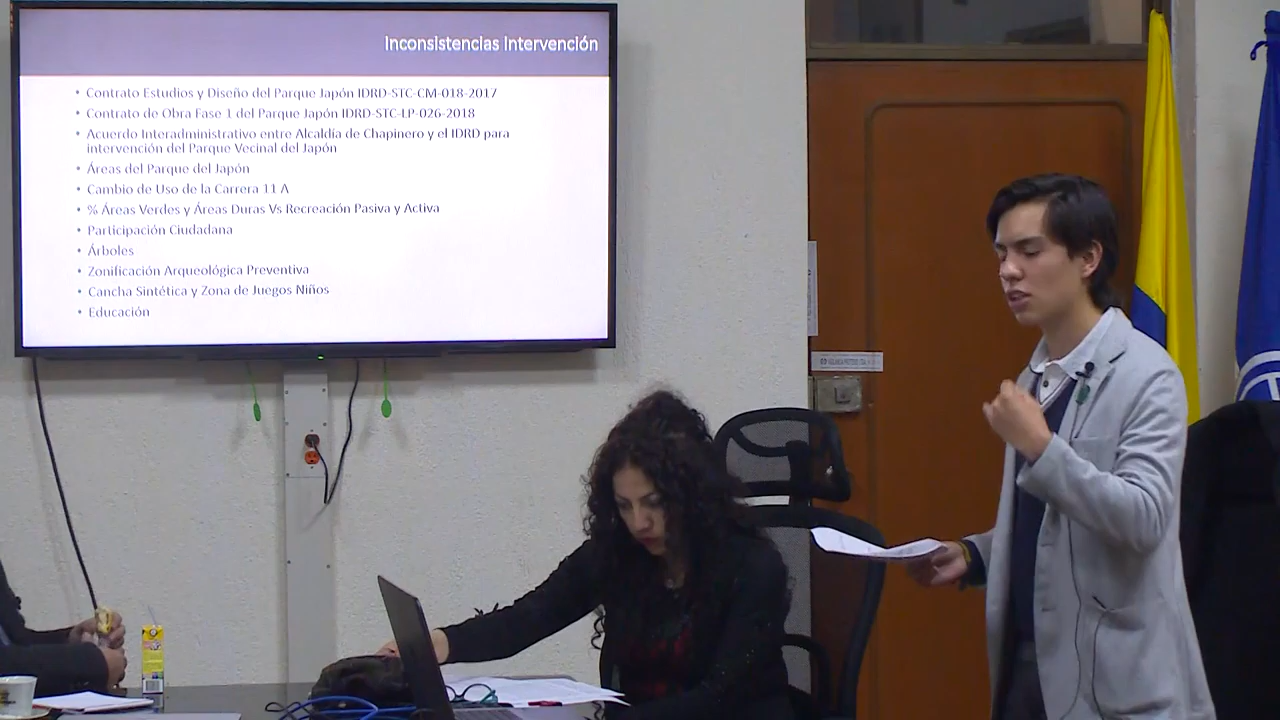 Inconsistencias Intervención
• Contrato Estudios y Diseño del Parque Japón IDRD-STC-CM-018-2017
• Contrato de Obra Fase 1 del Parque Japón IDRD-STC-LP-026-2018
• Acuerdo Interadministrativo entre Alcaldía de Chapinero y el IDRD para
intervención del Parque Vecinal del Japón
• Áreas del Parque del Japón
• Cambio de Uso de la Carrera 11 A
• % Áreas Verdes y Áreas Duras Vs Recreación Pasiva y Activa
• Participación Ciudadana
• Árboles
• Zonificación Arqueológica Preventiva
• Cancha Sintética y Zona de Juegos Niños
• Educación